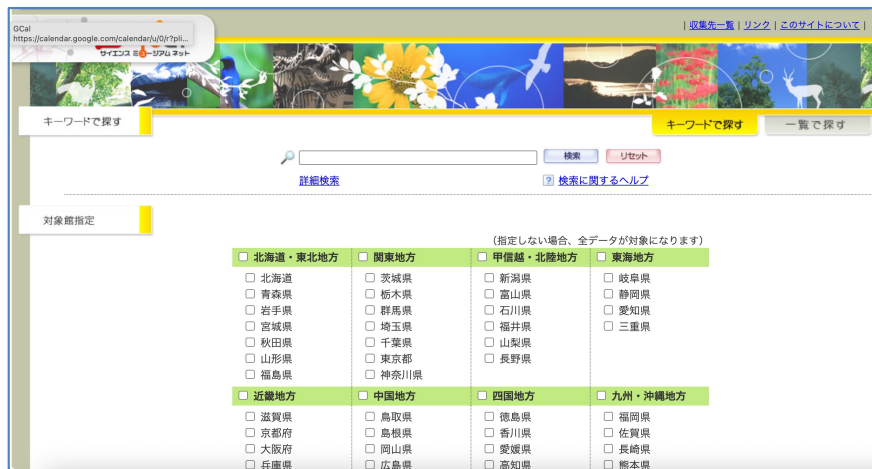 GCal
https://calendar.google.com/calendar/u/0/r?pli...
サイエンス ミュージアム ネット
| 収集先一覧 | リンク | このサイトについて |
キーワードで探す
キーワードで探す 一覧で探す
検索 リセット
詳細検索 ? 検索に関するヘルプ
対象館指定
（指定しない場合、全データが対象になります）
北海道・東北地方 関東地方 甲信越・北陸地方 東海地方
北海道 茨城県 新潟県 岐阜県
青森県 栃木県 富山県 静岡県
岩手県 群馬県 石川県 愛知県
宮城県 埼玉県 福井県 三重県
秋田県 千葉県 山梨県
山形県 東京都 長野県
福島県 神奈川県
近畿地方 中国地方 四国地方 九州・沖縄地方
滋賀県 鳥取県 徳島県 福岡県
京都府 島根県 香川県 佐賀県
大阪府 岡山県 愛媛県 長崎県
兵庫県 広島県 高知県 熊本県